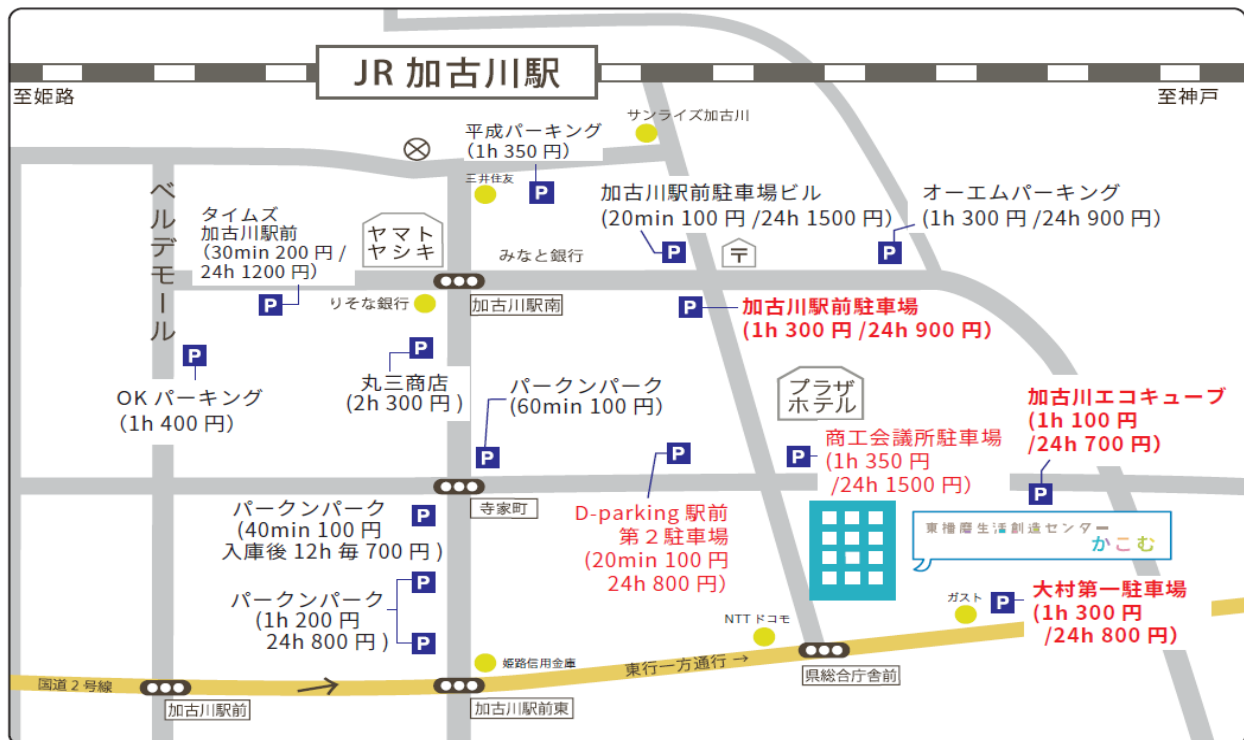 JR 加古川駅
至姫路
至神戸
サンライズ加古川
平成パーキング
（1h 350 円）
三井住友
P
ベルデモール
タイムズ
加古川駅前
（30min 200 円 /
24h 1200 円）
P
ヤマト
ヤシキ
みなと銀行
加古川駅前駐車場ビル
(20min 100 円 /24h 1500 円）
P
〒
オーエムパーキング
(1h 300 円 /24h 900 円）
P
りそな銀行
加古川駅南
P
加古川駅前駐車場
(1h 300 円 /24h 900 円）
P
OK パーキング
(1h 400 円）
P
丸三商店
(2h 300 円 )
パークンパーク
(60min 100 円）
P
プラザ
ホテル
加古川エコキューブ
(1h 100 円
/24h 700 円）
P
P
商工会議所駐車場
(1h 350 円
/24h 1500 円）
P
D-parking 駅前
第２駐車場
(20min 100 円
24h 800 円）
寺家町
パークンパーク
(40min 100 円
入庫後 12h 毎 700 円 )
P
パークンパーク
(1h 200 円
24h 800 円 )
P
P
東播磨生活創造センター
かこむ
ガスト
P
大村第一駐車場
(1h 300 円
/24h 800 円）
NTT ドコモ
姫路信用金庫
東行一方通行 →
県総合庁舎前
国道 2 号線
加古川駅前
加古川駅前東